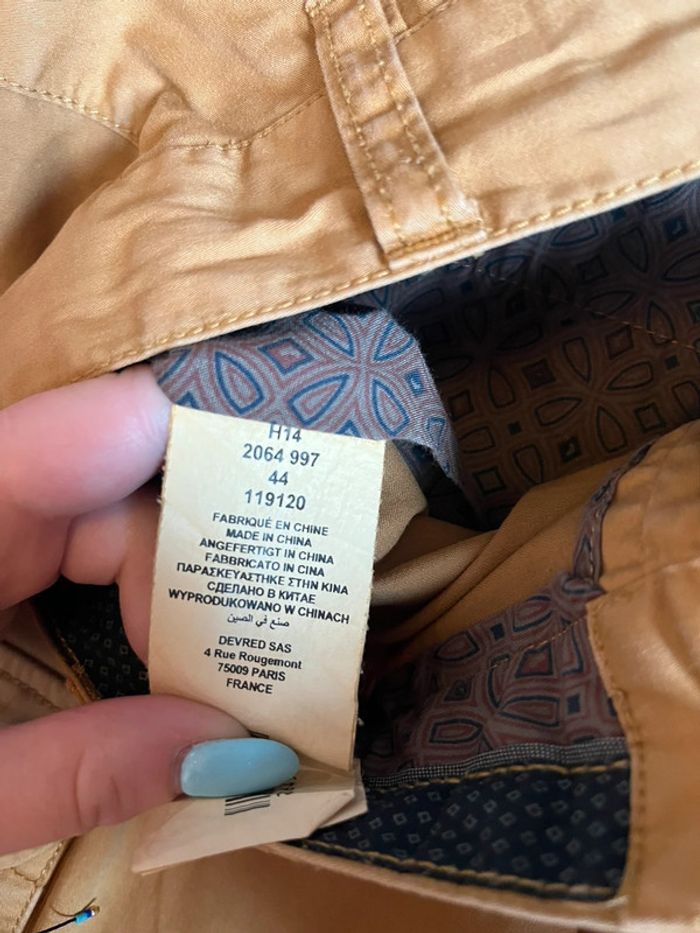 H14
2064 997
44
119120
FABRIQUÉ EN CHINE
MADE IN CHINA
ANGEFERTIGT IN CHINA
FABBRICATO IN CINA
ΠΑΡΑΣΚΕΥΑΣΤΗΚΕ ΣΤΗΝ ΚΙΝΑ
СДЕЛАНО В КИТАЕ
WYPRODUKOWANO W CHINACH
صنع في الصين
DEVRED SAS
4 Rue Rougemont
75009 PARIS
FRANCE